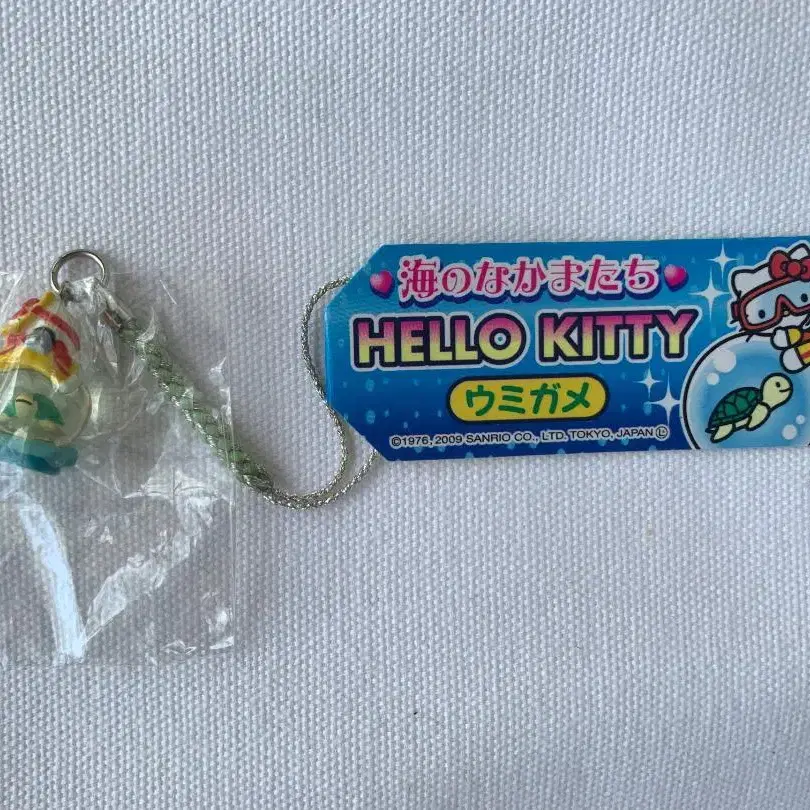 海のなかまたち
HELLO KITTY
ウミガメ
©1976, 2009 SANRIO CO., LTD. TOKYO, JAPAN Ⓛ